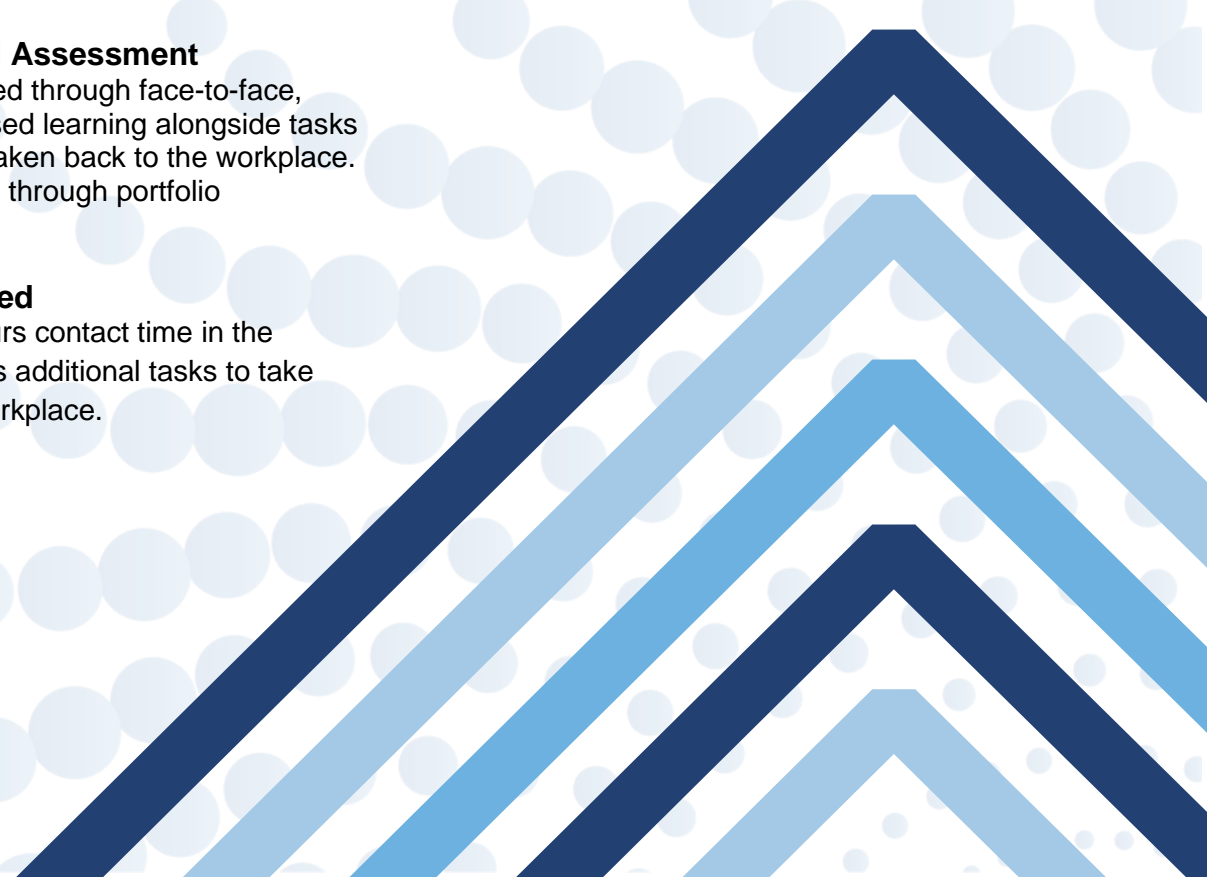 Assessment
ed through face-to-face,
sed learning alongside tasks
aken back to the workplace.
through portfolio
ed
urs contact time in the
s additional tasks to take
rkplace.